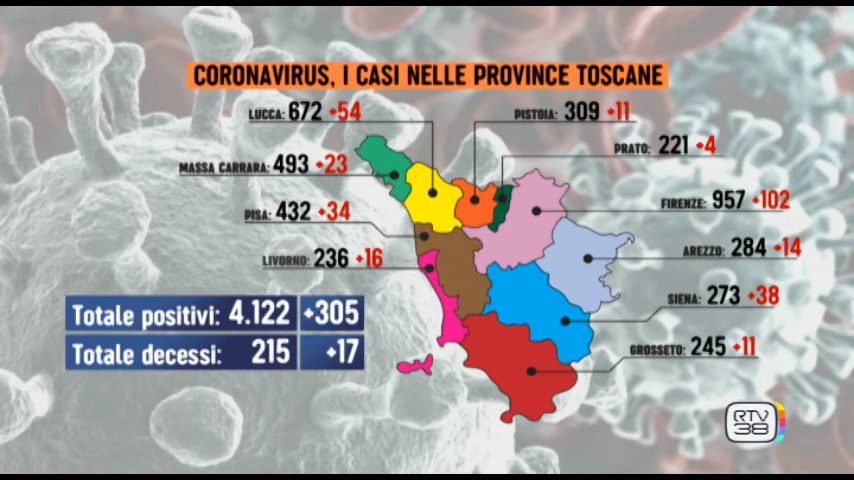 CORONAVIRUS, I CASI NELLE PROVINCE TOSCANE
LUCCA: 672 +54
PISTOIA: 309 +11
PRATO: 221 +4
MASSA CARRARA: 493 +23
FIRENZE: 957 +102
PISA: 432 +34
AREZZO: 284 +14
LIVORNO: 236 +16
SIENA: 273 +38
GROSSETO: 245 +11
Totale positivi: 4.122 +305
Totale decessi: 215 +17
RTV
38